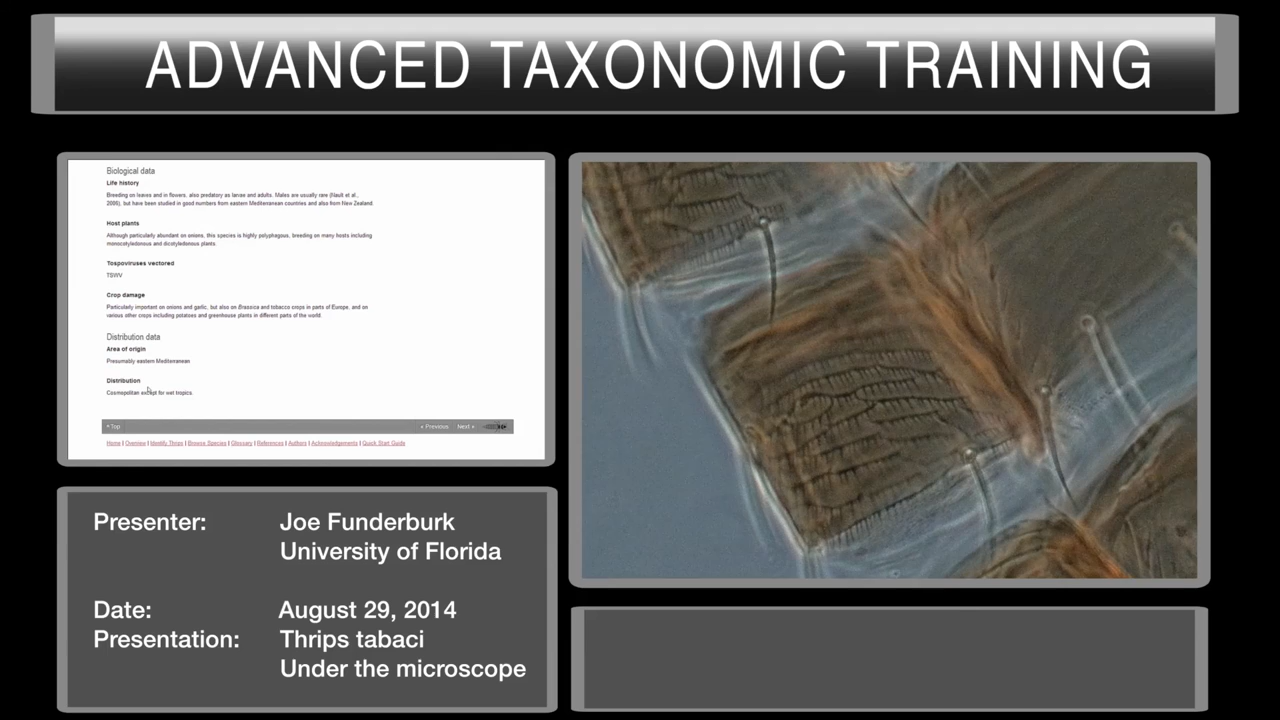 ADVANCED TAXONOMIC TRAINING
Biological data
Life history
Breeding on leaves and in flowers, also predatory as larvae and adults. Males are usually rare (Nault et al.,
2006), but have been studied in good numbers from eastern Mediterranean countries and also from New Zealand.
Host plants
Although particularly abundant on onions, this species is highly polyphagous, breeding on many hosts including
monocotyledonous and dicotyledonous plants.
Tospoviruses vectored
TSWV
Crop damage
Particularly important on onions and garlic, but also on Brassica and tobacco crops in parts of Europe, and on
various other crops including potatoes and greenhouse plants in different parts of the world.
Distribution data
Area of origin
Presumably eastern Mediterranean.
Distribution
Cosmopolitan except for wet tropics.
Top « Previous Next »
Home | Overview | Identify Thrips | Browse Species | Glossary | References | Authors | Acknowledgements | Quick Start Guide
Presenter: Joe Funderburk
University of Florida
Date: August 29, 2014
Presentation: Thrips tabaci
Under the microscope